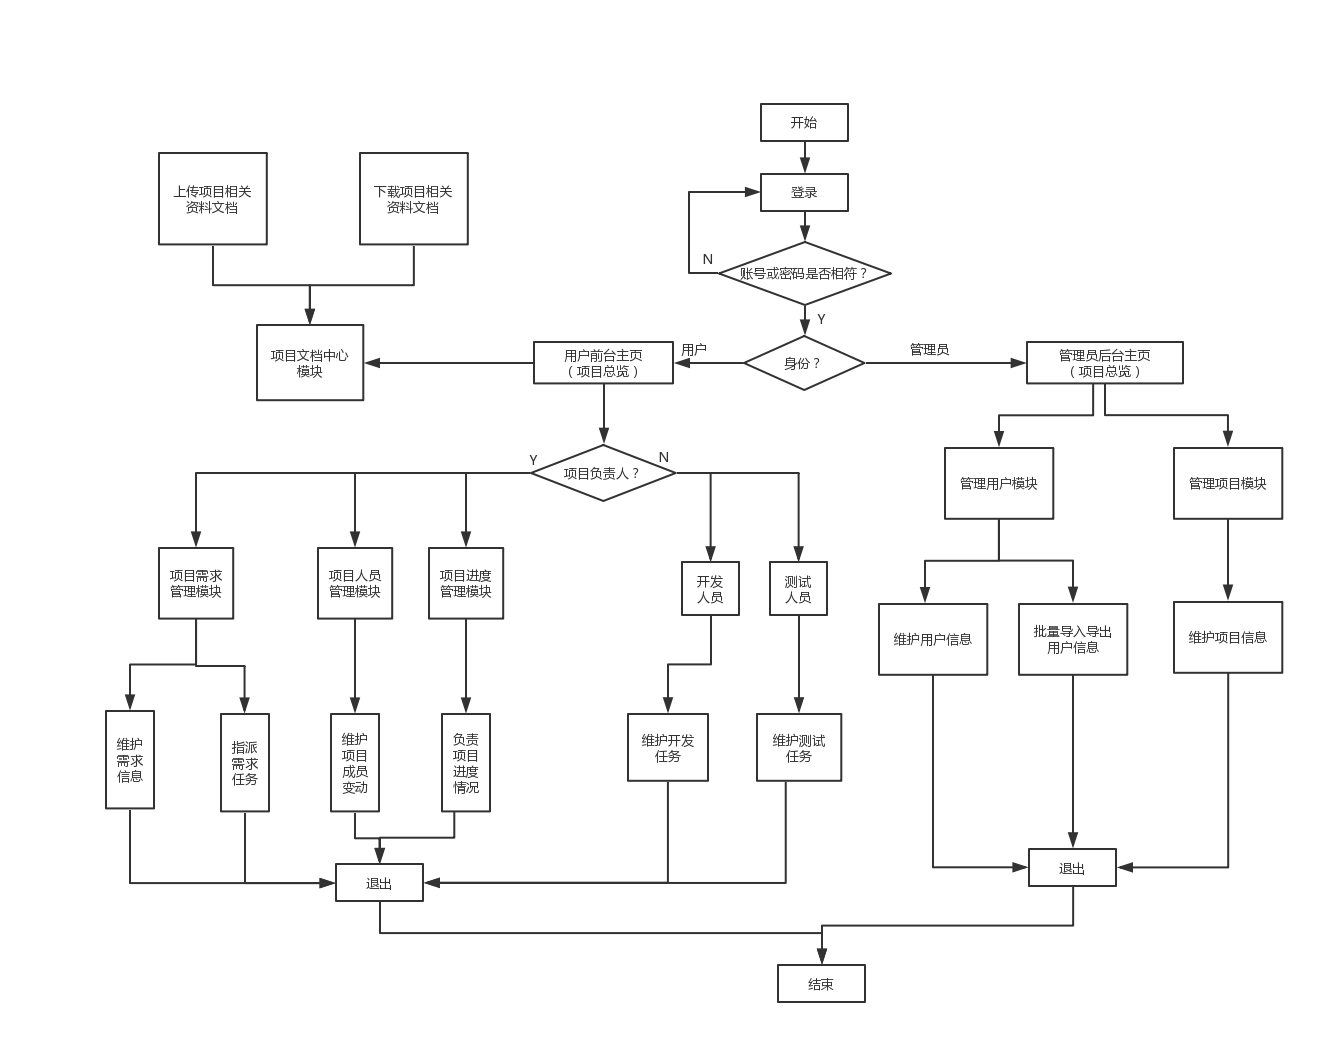 开始
登录
上传项目相关
资料文档
下载项目相关
资料文档
N
账号或密码是否相符？
Y
项目文档中心
模块
用户前台主页
（项目总览）
用户
身份？
管理员
管理员后台主页
（项目总览）
Y
项目负责人？
N
管理用户模块
管理项目模块
项目需求
管理模块
项目人员
管理模块
项目进度
管理模块
开发
人员
测试
人员
维护用户信息
批量导入导出
用户信息
维护项目信息
维护
需求
信息
指派
需求
任务
维护
项目
成员
变动
负责
项目
进度
情况
维护开发
任务
维护测试
任务
退出
退出
结束